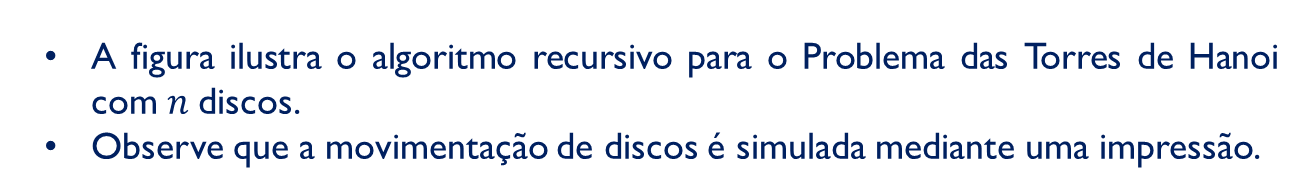 • A figura ilustra o algoritmo recursivo para o Problema das Torres de Hanoi
com n discos.
• Observe que a movimentação de discos é simulada mediante uma impressão.